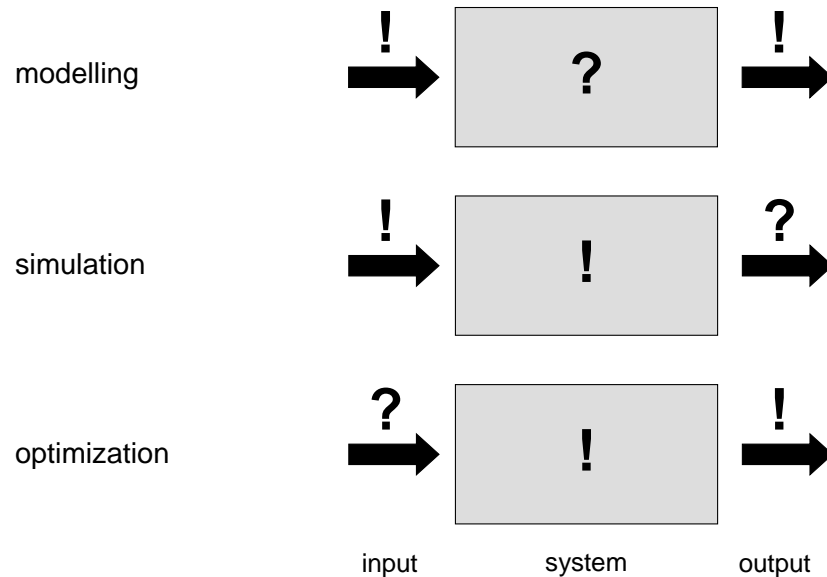 ! !
modelling ?
! ?
simulation !
? !
optimization !
input system output